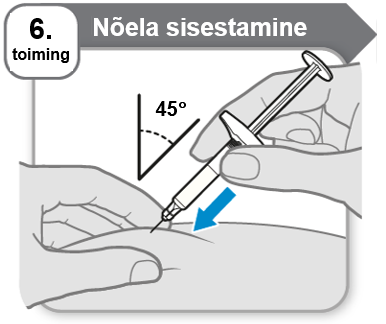 6.
toiming
Nõela sisestamine
45°